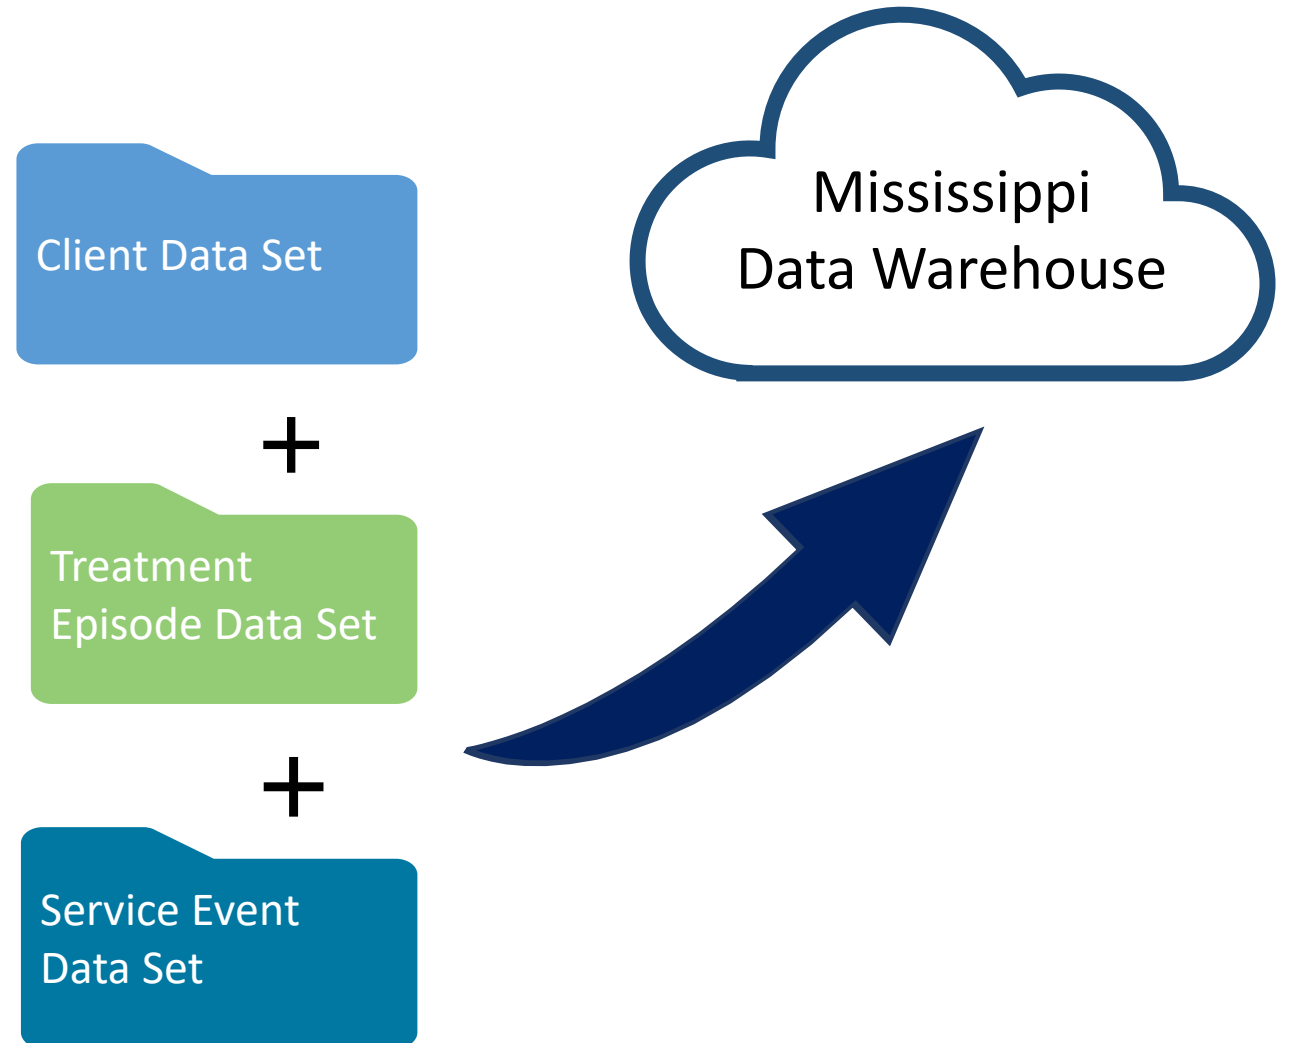 Client Data Set
+
Treatment
Episode Data Set
+
Service Event
Data Set
Mississippi
Data Warehouse